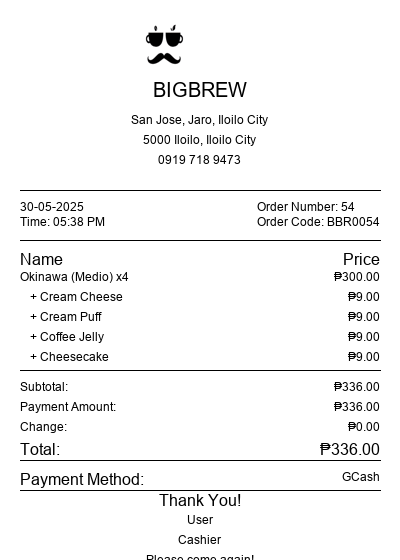 BIGBREW
San Jose, Jaro, Iloilo City
5000 Iloilo, Iloilo City
0919 718 9473
30-05-2025 Order Number: 54
Time: 05:38 PM Order Code: BBR0054
Name Price
Okinawa (Medio) x4 ₱300.00
+ Cream Cheese ₱9.00
+ Cream Puff ₱9.00
+ Coffee Jelly ₱9.00
+ Cheesecake ₱9.00
Subtotal: ₱336.00
Payment Amount: ₱336.00
Change: ₱0.00
Total: ₱336.00
Payment Method: GCash
Thank You!
User
Cashier
Please come again!